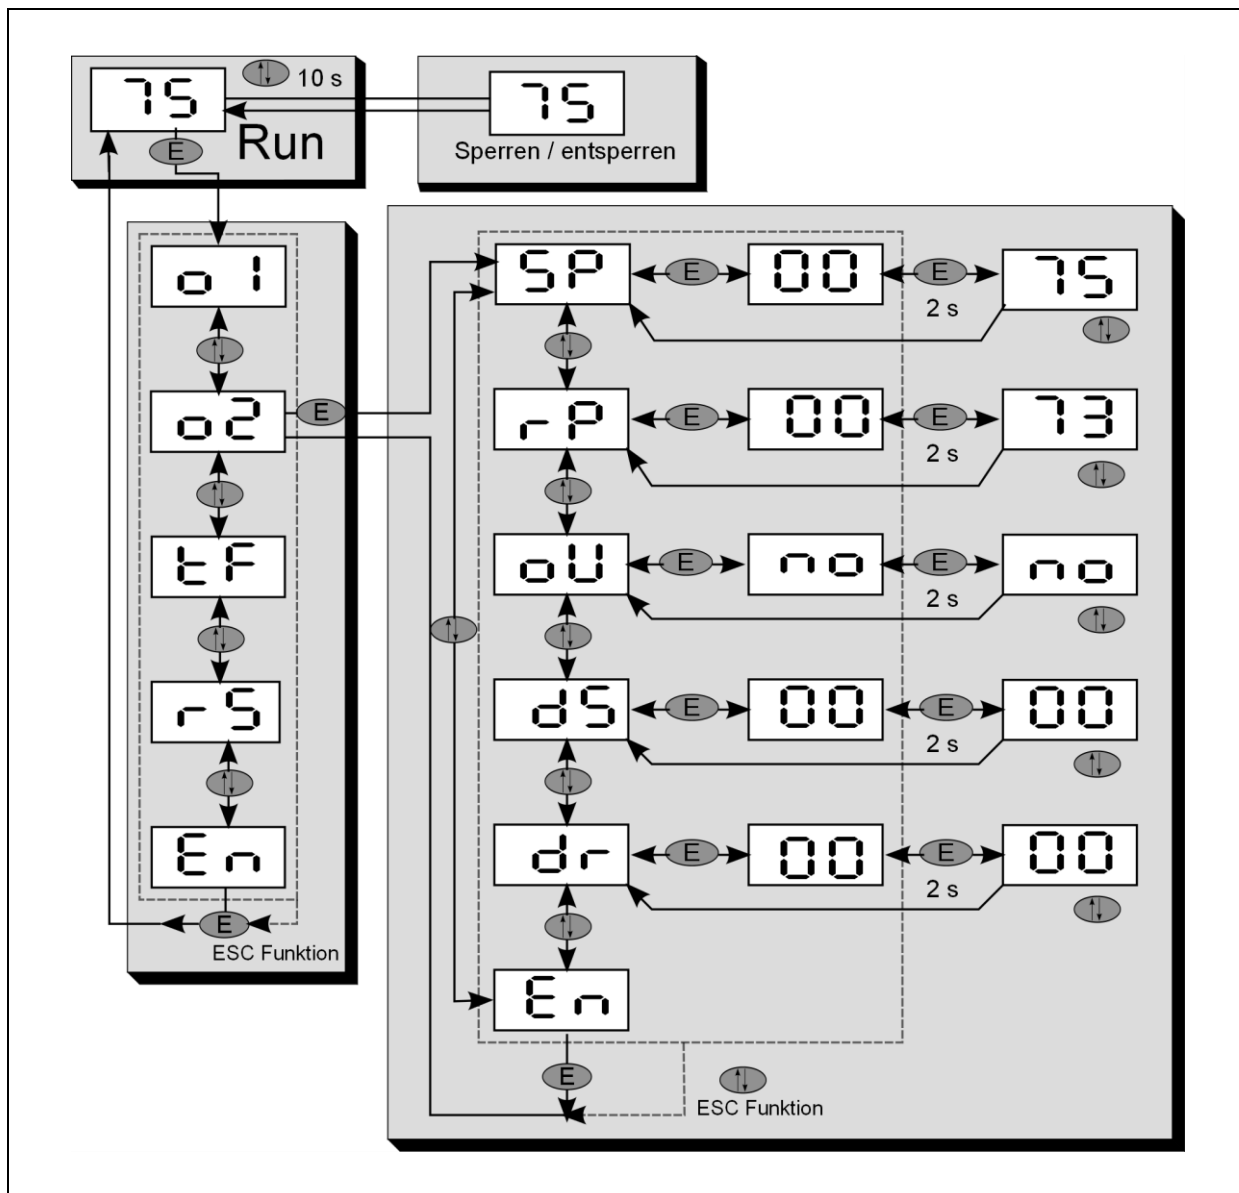 75
10 s
75
E
Run
Sperren / entsperren
o1
SP
E
00
E
75
2 s
o2
E
rP
E
00
E
73
2 s
tF
oU
E
no
E
no
2 s
rS
dS
E
00
E
00
2 s
En
dr
E
00
E
00
2 s
E
ESC Funktion
En
E
ESC Funktion